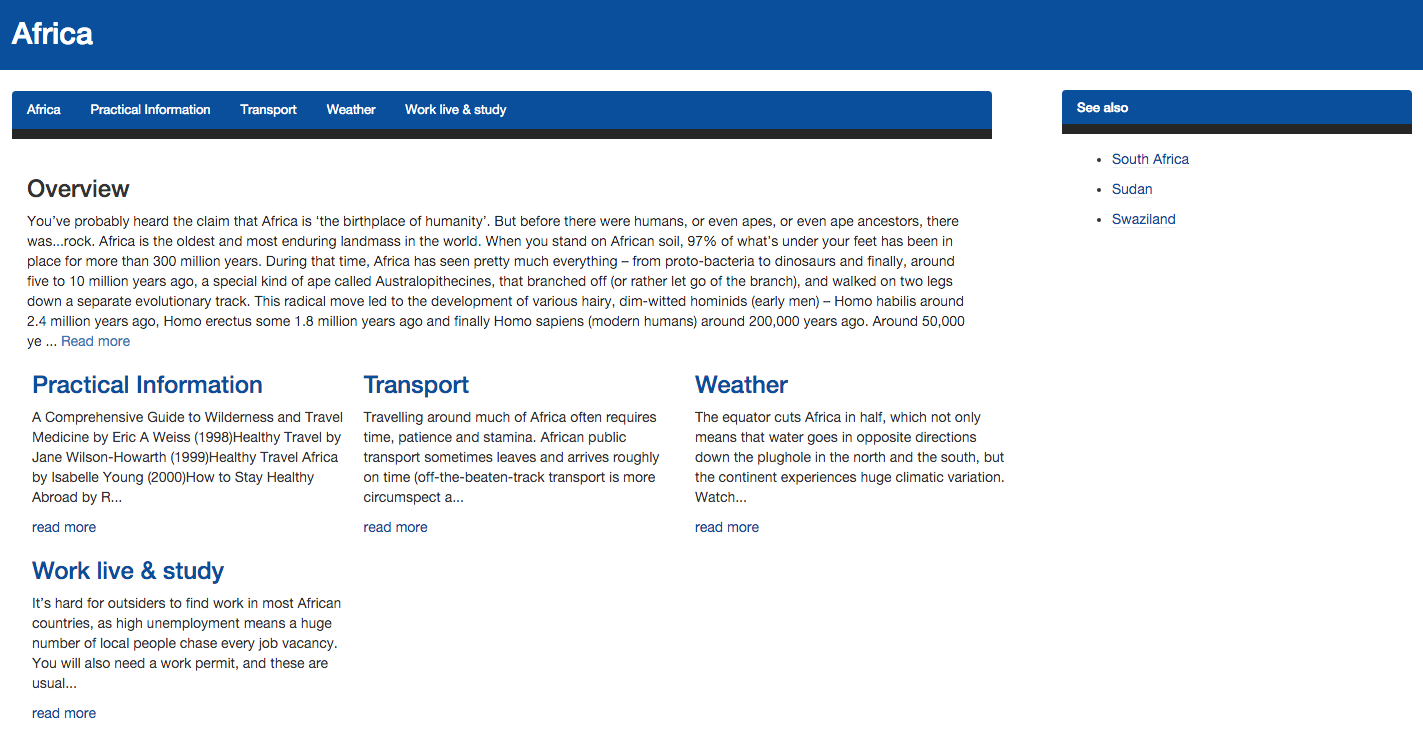 Africa
Africa Practical Information Transport Weather Work live & study
Overview
You’ve probably heard the claim that Africa is ‘the birthplace of humanity’. But before there were humans, or even apes, or even ape ancestors, there
was...rock. Africa is the oldest and most enduring landmass in the world. When you stand on African soil, 97% of what’s under your feet has been in
place for more than 300 million years. During that time, Africa has seen pretty much everything – from proto-bacteria to dinosaurs and finally, around
five to 10 million years ago, a special kind of ape called Australopithecines, that branched off (or rather let go of the branch), and walked on two legs
down a separate evolutionary track. This radical move led to the development of various hairy, dim-witted hominids (early men) – Homo habilis around
2.4 million years ago, Homo erectus some 1.8 million years ago and finally Homo sapiens (modern humans) around 200,000 years ago. Around 50,000
ye ... Read more
Practical Information
A Comprehensive Guide to Wilderness and Travel
Medicine by Eric A Weiss (1998)Healthy Travel by
Jane Wilson-Howarth (1999)Healthy Travel Africa
by Isabelle Young (2000)How to Stay Healthy
Abroad by R...
read more
Transport
Travelling around much of Africa often requires
time, patience and stamina. African public
transport sometimes leaves and arrives roughly
on time (off-the-beaten-track transport is more
circumspect a...
read more
Weather
The equator cuts Africa in half, which not only
means that water goes in opposite directions
down the plughole in the north and the south, but
the continent experiences huge climatic variation.
Watch...
read more
Work live & study
It’s hard for outsiders to find work in most African
countries, as high unemployment means a huge
number of local people chase every job vacancy.
You will also need a work permit, and these are
usual...
read more
See also
South Africa
Sudan
Swaziland